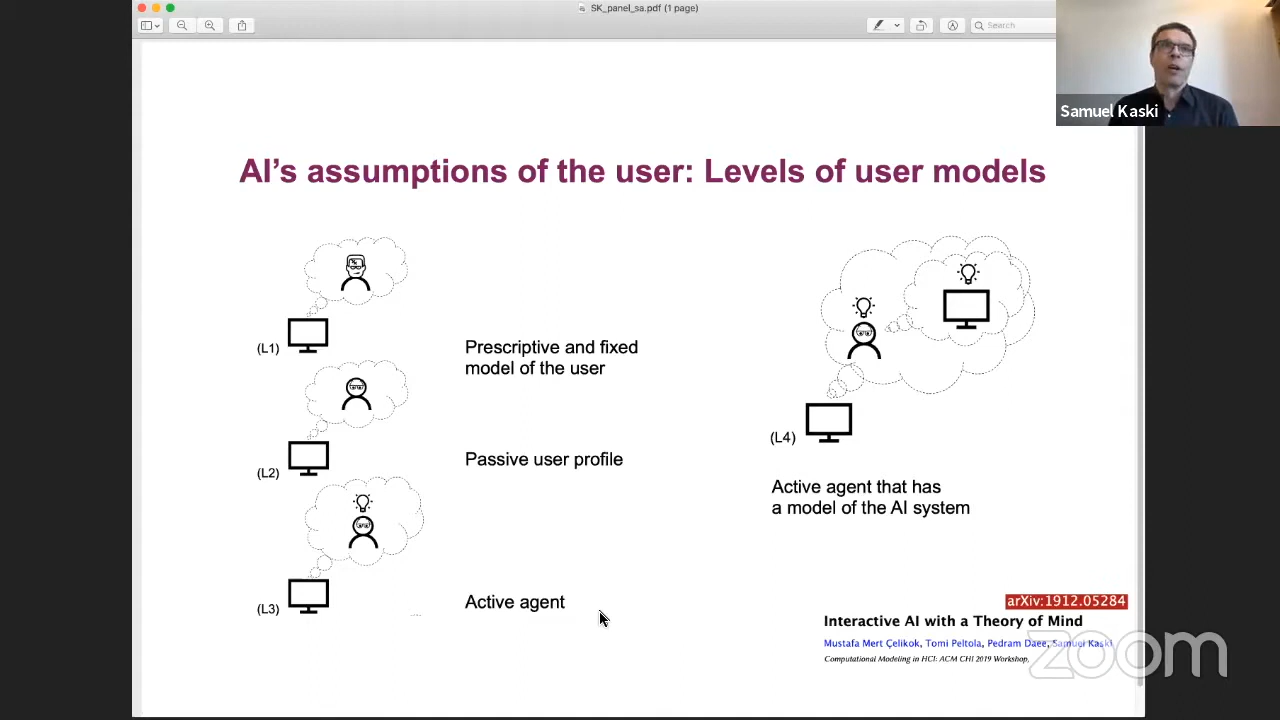 SK_panel_sa.pdf (1 page)
Search
Samuel Kaski
AI's assumptions of the user: Levels of user models
(L1)
Prescriptive and fixed
model of the user
(L2)
Passive user profile
(L3)
Active agent
(L4)
Active agent that has
a model of the AI system
arXiv:1912.05284
Interactive AI with a Theory of Mind
Mustafa Mert Çelikok, Tomi Peltola, Pedram Daee, Samuel Kaski
Computational Modeling in HCI: ACM CHI 2019 Workshop.
zoom